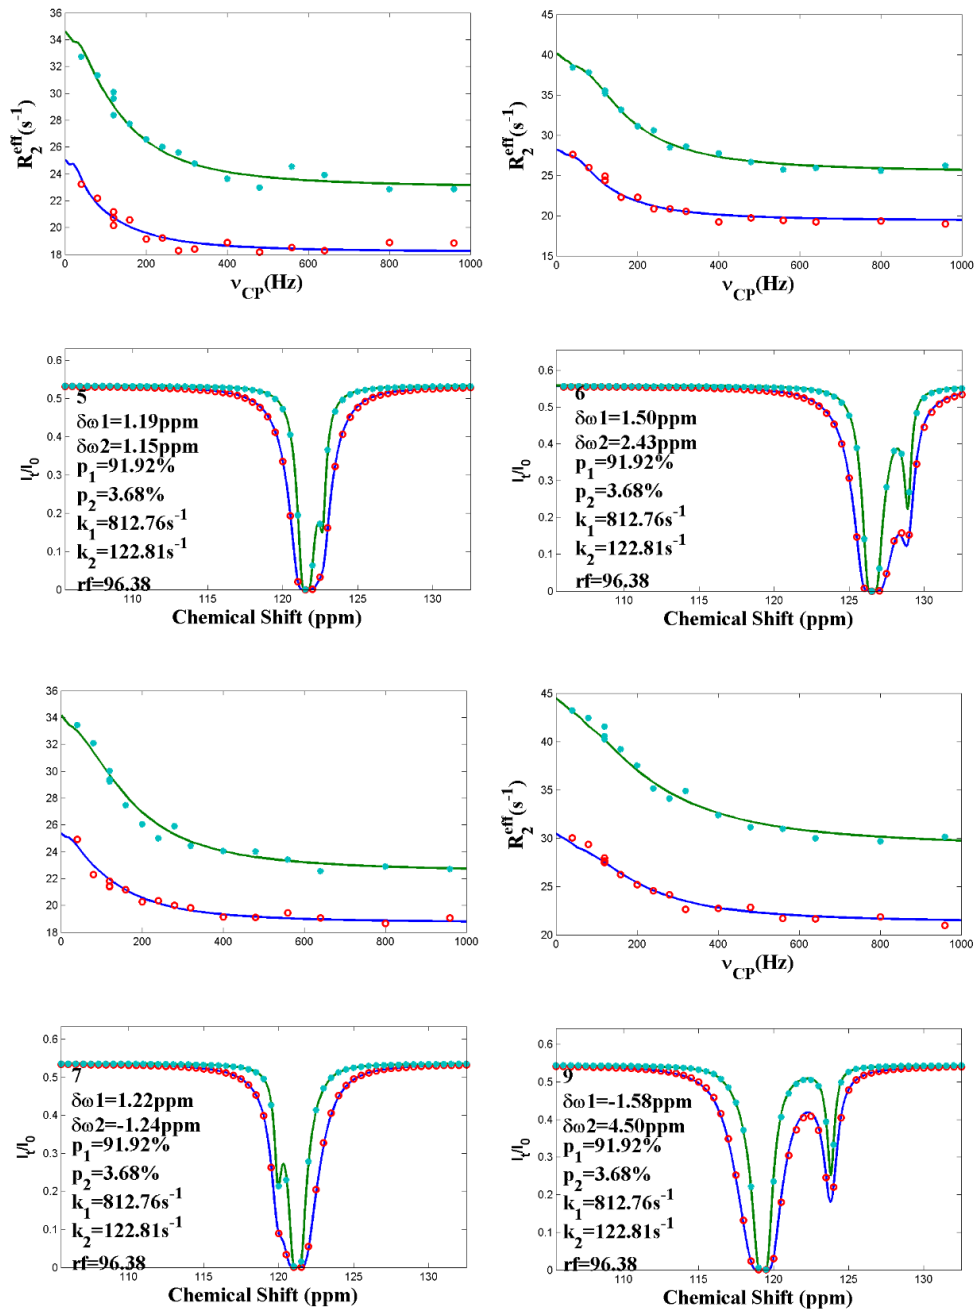 36
34
32
30
28
26
24
22
20
18
R₂ᵉᶠᶠ(s⁻¹)
0 200 400 600 800 1000
ν_CP(Hz)
45
40
35
30
25
20
15
R₂ᵉᶠᶠ(s⁻¹)
0 200 400 600 800 1000
ν_CP(Hz)
0.6
0.5
0.4
0.3
0.2
0.1
0
I_t/I₀
5
δω1=1.19ppm
δω2=1.15ppm
p₁=91.92%
p₂=3.68%
k₁=812.76s⁻¹
k₂=122.81s⁻¹
rf=96.38
110 115 120 125 130
Chemical Shift (ppm)
0.6
0.5
0.4
0.3
0.2
0.1
0
I_t/I₀
6
δω1=1.50ppm
δω2=2.43ppm
p₁=91.92%
p₂=3.68%
k₁=812.76s⁻¹
k₂=122.81s⁻¹
rf=96.38
110 115 120 125 130
Chemical Shift (ppm)
36
34
32
30
28
26
24
22
20
18
0 200 400 600 800 1000
45
40
35
30
25
20
R₂ᵉᶠᶠ(s⁻¹)
0 200 400 600 800 1000
ν_CP(Hz)
0.6
0.5
0.4
0.3
0.2
0.1
0
I_t/I₀
7
δω1=1.22ppm
δω2=-1.24ppm
p₁=91.92%
p₂=3.68%
k₁=812.76s⁻¹
k₂=122.81s⁻¹
rf=96.38
110 115 120 125 130
Chemical Shift (ppm)
0.6
0.5
0.4
0.3
0.2
0.1
0
I_t/I₀
9
δω1=-1.58ppm
δω2=4.50ppm
p₁=91.92%
p₂=3.68%
k₁=812.76s⁻¹
k₂=122.81s⁻¹
rf=96.38
110 115 120 125 130
Chemical Shift (ppm)